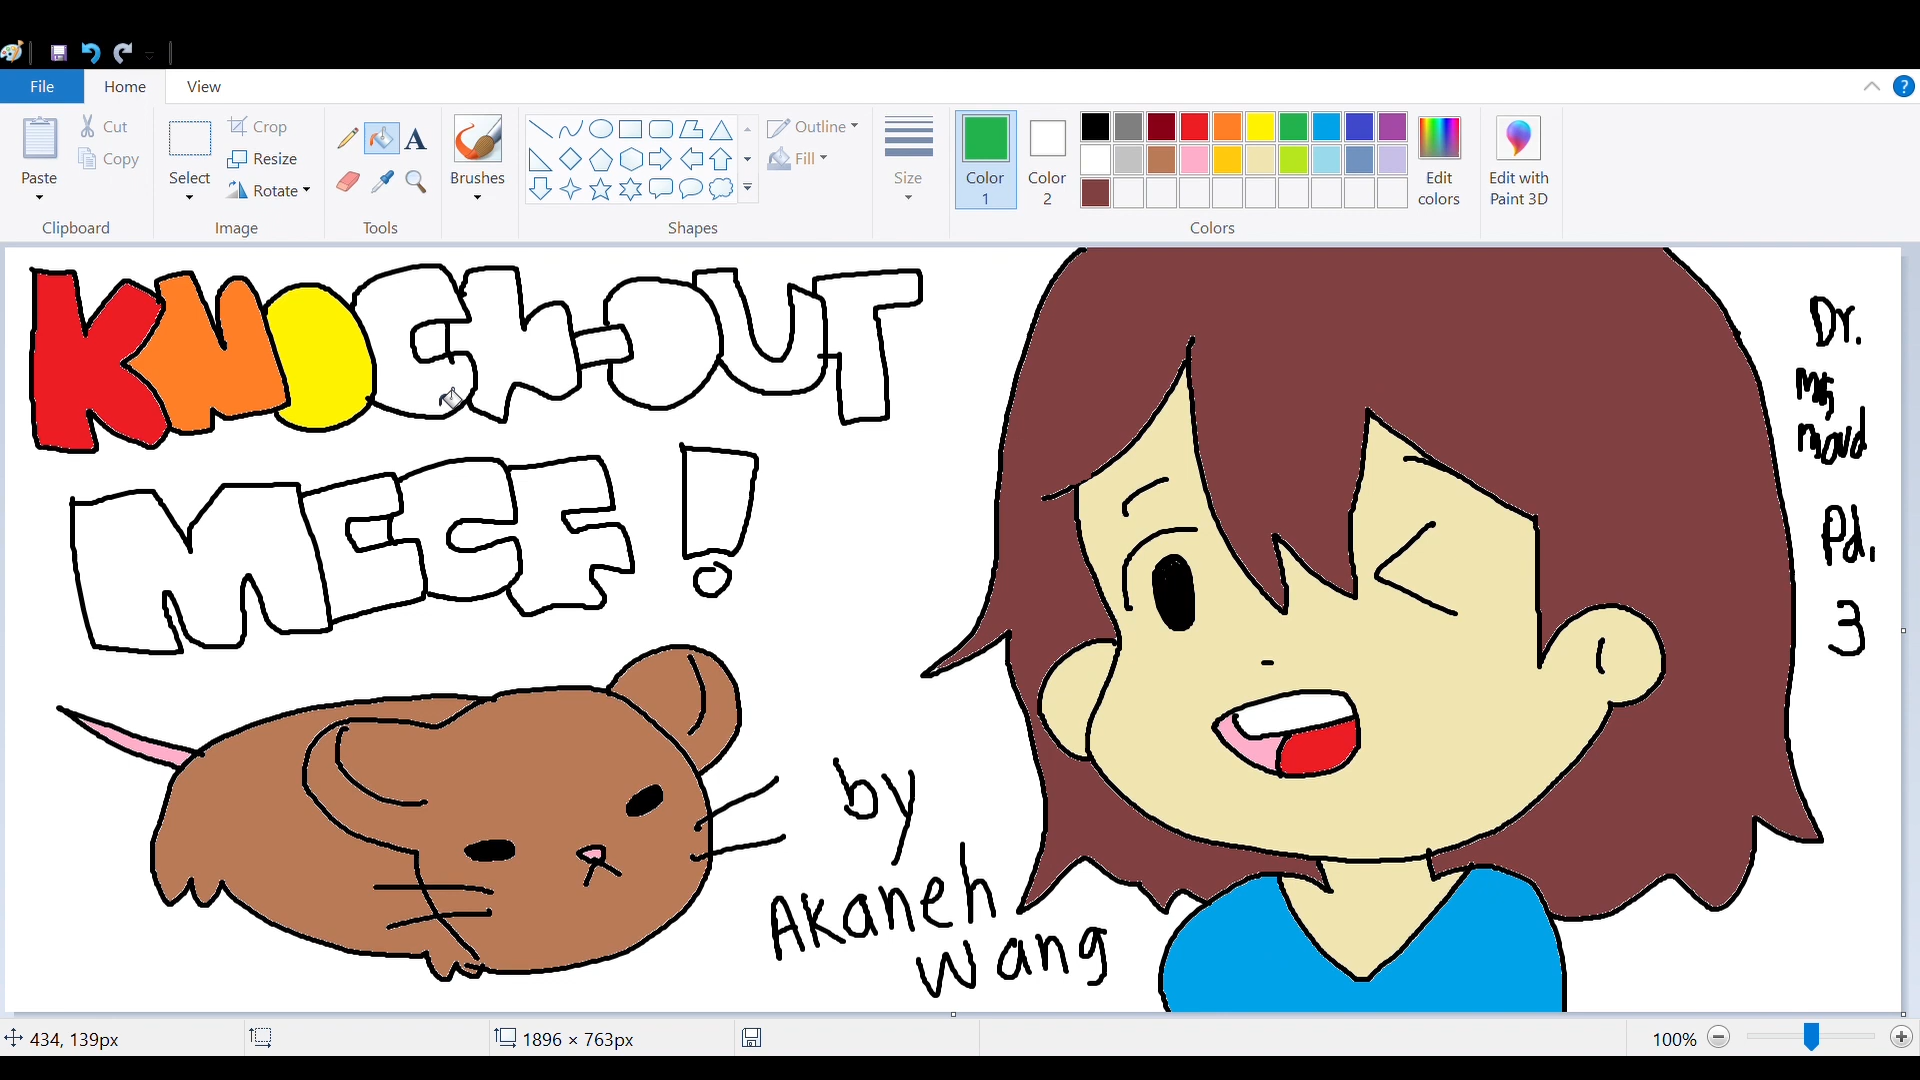 File Home View
Paste
Cut
Copy
Clipboard
Select
Crop
Resize
Rotate
Image
A
Tools
Brushes
Outline
Fill
Shapes
Size
Color 1
Color 2
Edit colors
Colors
Edit with Paint 3D
?
KNOCK-OUT
MICE!
by
Akaneh
Wang
Dr.
Pd.
3
434, 139px
1896 × 763px
100%